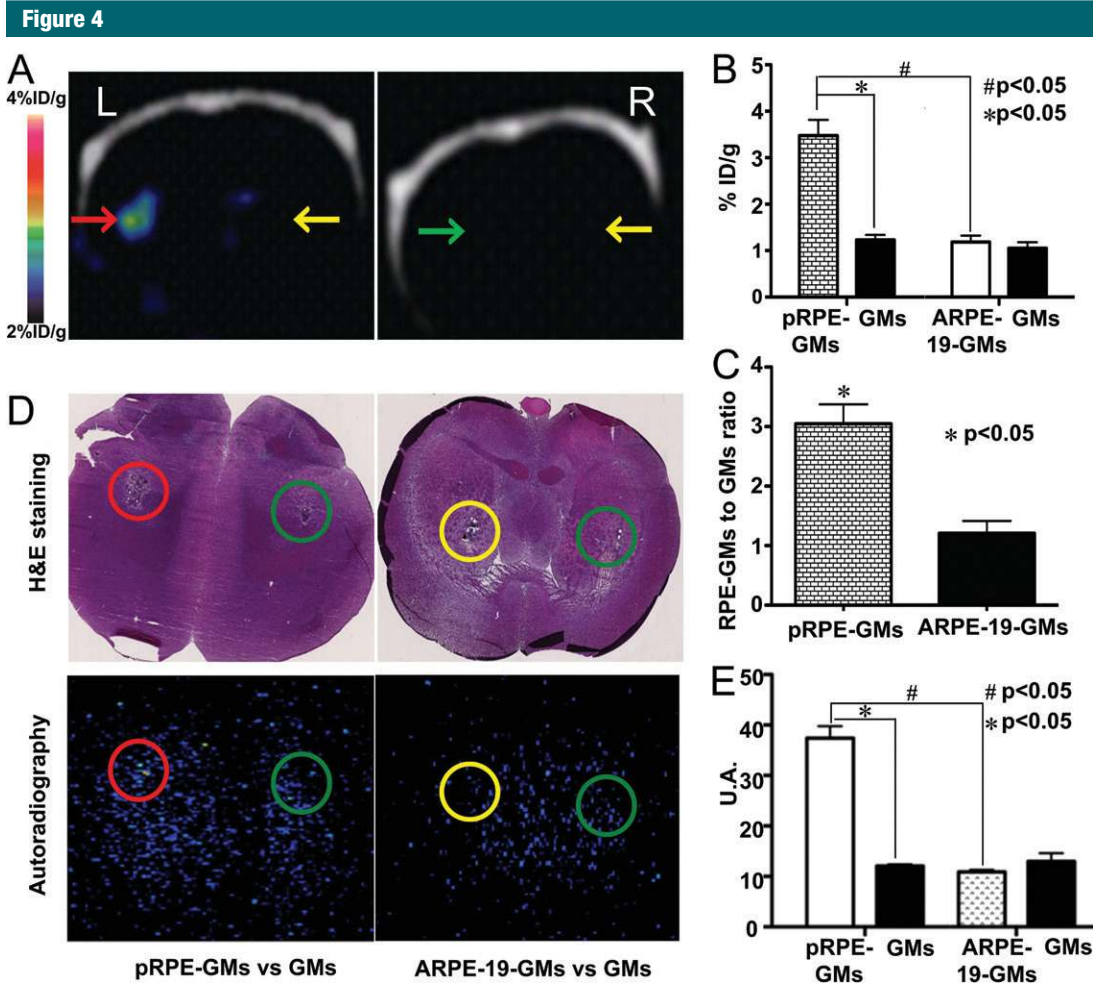 Figure 4
A
4%ID/g
L
R
2%ID/g
B
5
4
3
2
1
0
% ID/g
#
*
#p<0.05
*p<0.05
pRPE- GMs ARPE- GMs
GMs 19-GMs
C
4
3
2
1
0
RPE-GMs to GMs ratio
*
* p<0.05
pRPE-GMs ARPE-19-GMs
D
H&E staining
Autoradiography
pRPE-GMs vs GMs ARPE-19-GMs vs GMs
E
50
40
30
20
10
0
U.A.
#
*
# p<0.05
* p<0.05
pRPE- GMs ARPE- GMs
GMs 19-GMs